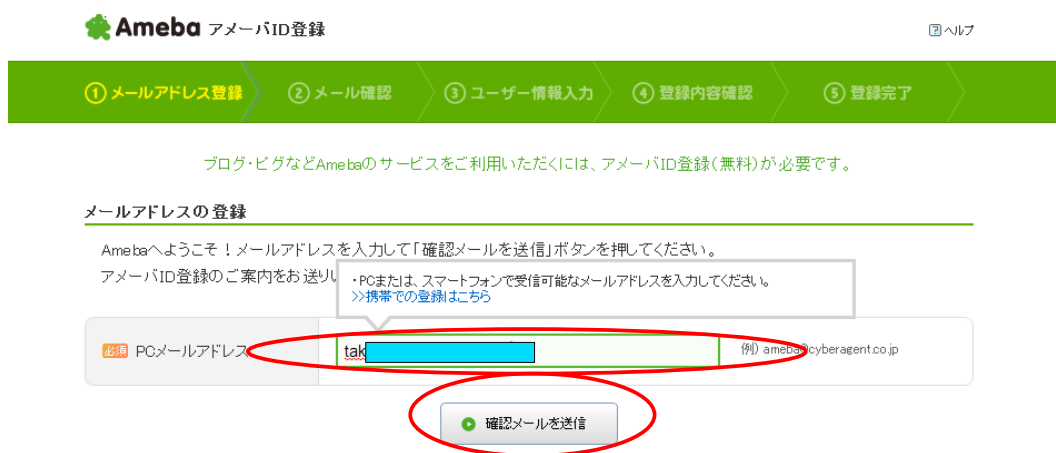 Ameba アメーバID登録
? ヘルプ
① メールアドレス登録 ② メール確認 ③ ユーザー情報入力 ④ 登録内容確認 ⑤ 登録完了
ブログ・ピグなどAmebaのサービスをご利用いただくには、アメーバID登録(無料)が必要です。
メールアドレスの登録
Amebaへようこそ！メールアドレスを入力して「確認メールを送信」ボタンを押してください。
アメーバID登録のご案内をお送りい
・PCまたは、スマートフォンで受信可能なメールアドレスを入力してください。
>>携帯での登録はこちら
必須 PCメールアドレス tak 例) ameba@cyberagent.co.jp
確認メールを送信